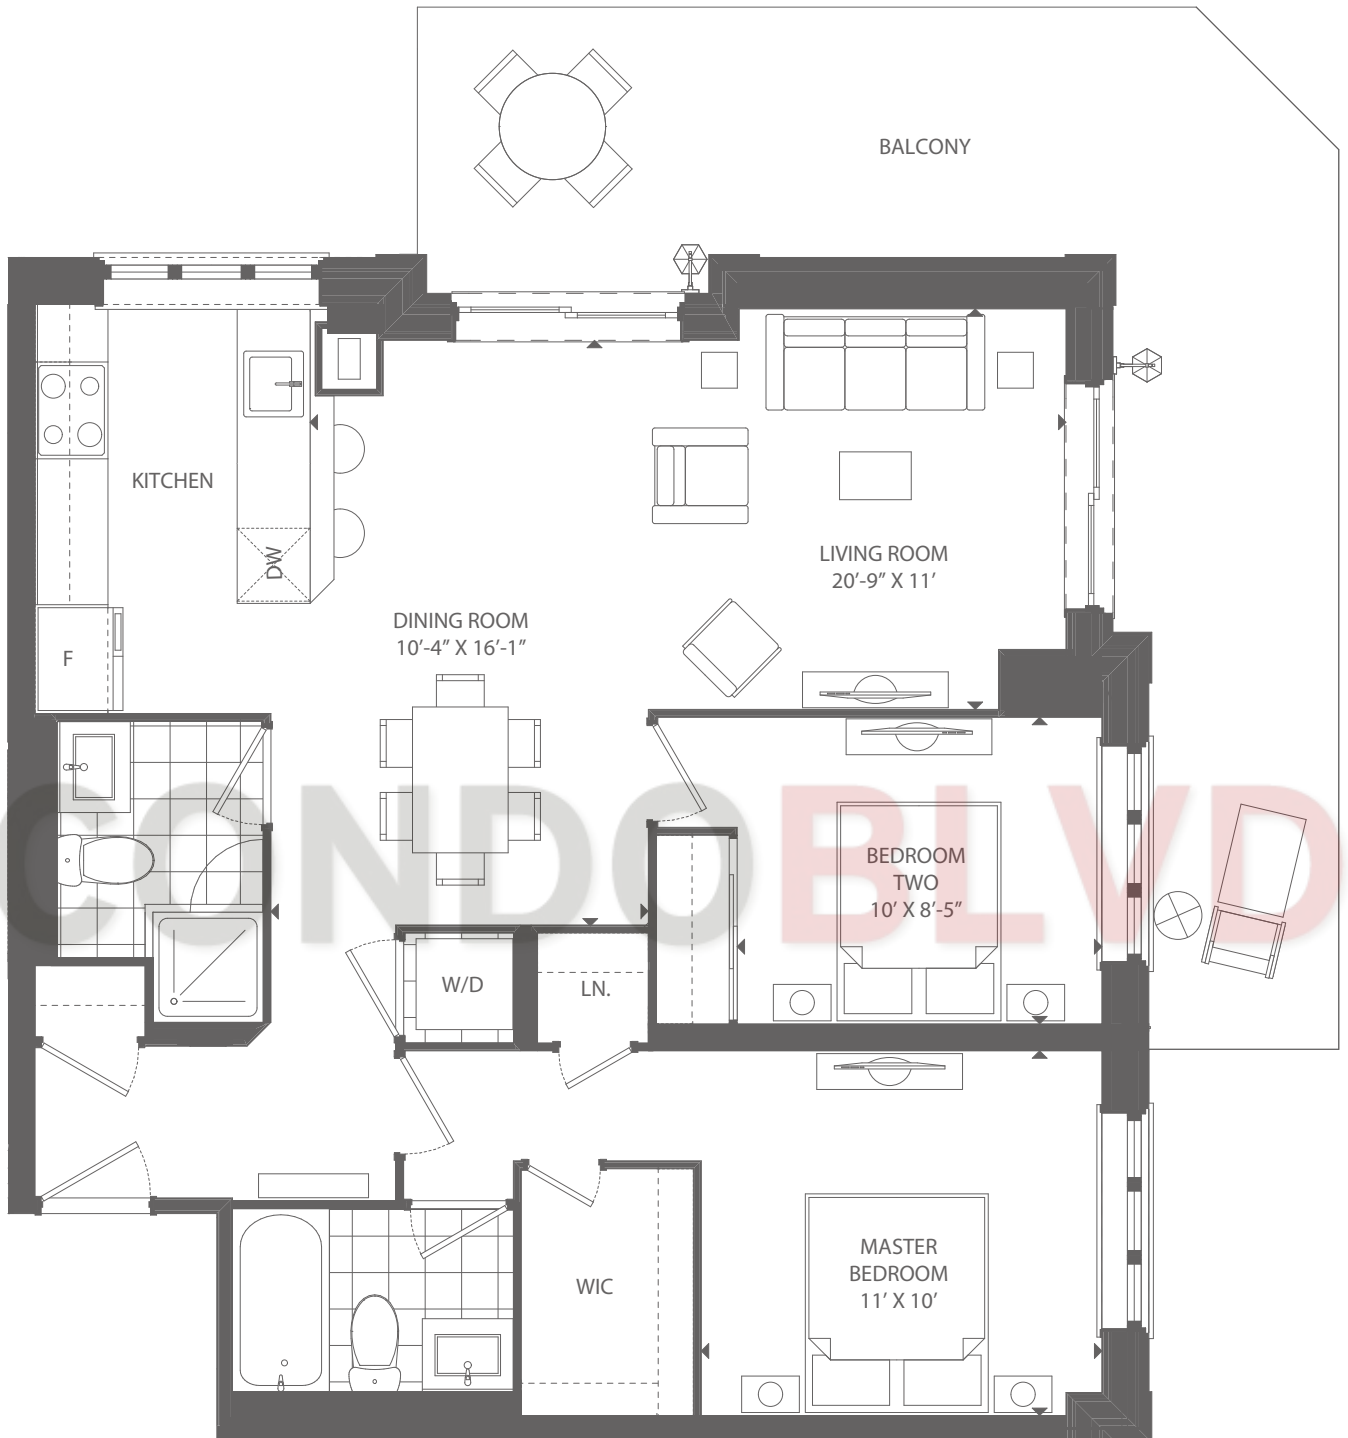 BALCONY
KITCHEN
DW
LIVING ROOM
20’-9” X 11’
DINING ROOM
10’-4” X 16’-1”
F
CONDOBLVD
BEDROOM
TWO
10’ X 8’-5”
W/D
LN.
MASTER
BEDROOM
11’ X 10’
WIC